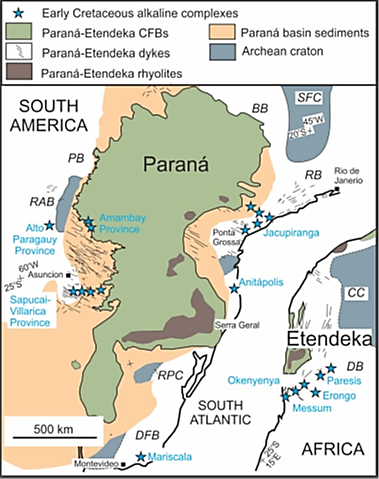 Early Cretaceous alkaline complexes
Paraná-Etendeka CFBs
Paraná basin sediments
Paraná-Etendeka dykes
Archean craton
Paraná-Etendeka rhyolites
SOUTH
AMERICA
BB
SFC
45°W
20°S
PB
Paraná
RB
Rio de
Janerio
RAB
Amambay
Province
Alto
Paragauy
Province
Ponta
Grossa
Jacupiranga
60°W
Asuncion
25°S
Anitápolis
CC
Sapucai-
Villarica
Province
Serra Geral
Etendeka
DB
RPC
Okenyenya
Paresis
Erongo
Messum
500 km
SOUTH
ATLANTIC
DFB
25°S
15°E
AFRICA
Montevideo
Mariscala